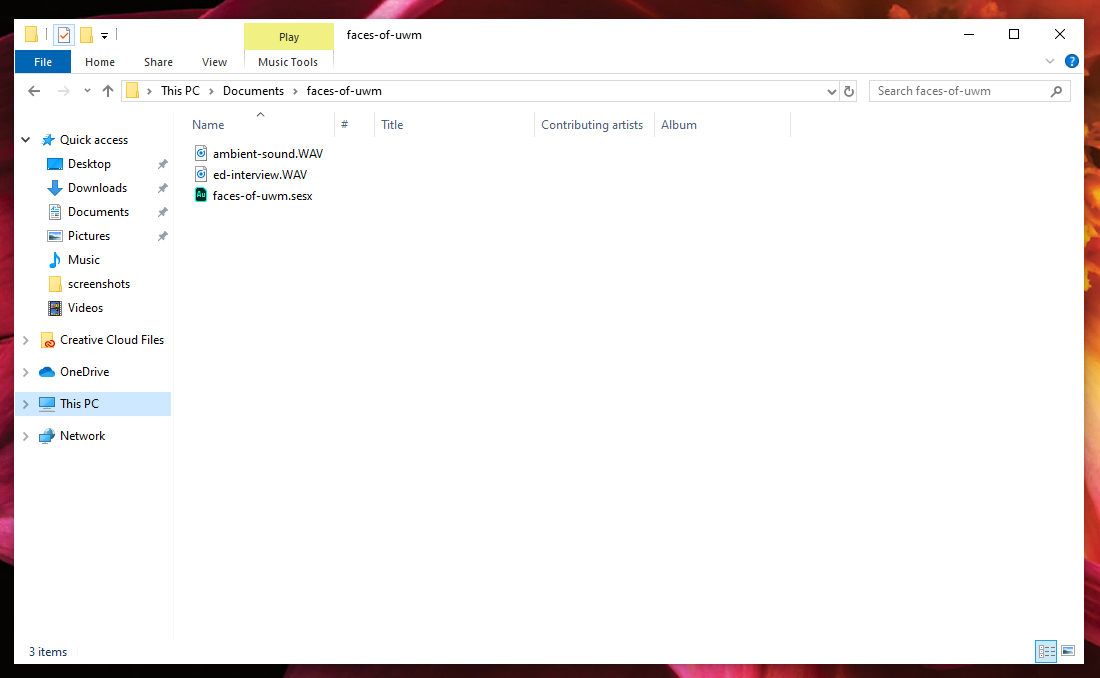 Play faces-of-uwm
File Home Share View Music Tools ?
This PC Documents faces-of-uwm Search faces-of-uwm
Name # Title Contributing artists Album
Quick access
Desktop
Downloads
Documents
Pictures
Music
screenshots
Videos
Creative Cloud Files
OneDrive
This PC
Network
ambient-sound.WAV
ed-interview.WAV
Au faces-of-uwm.sesx
3 items